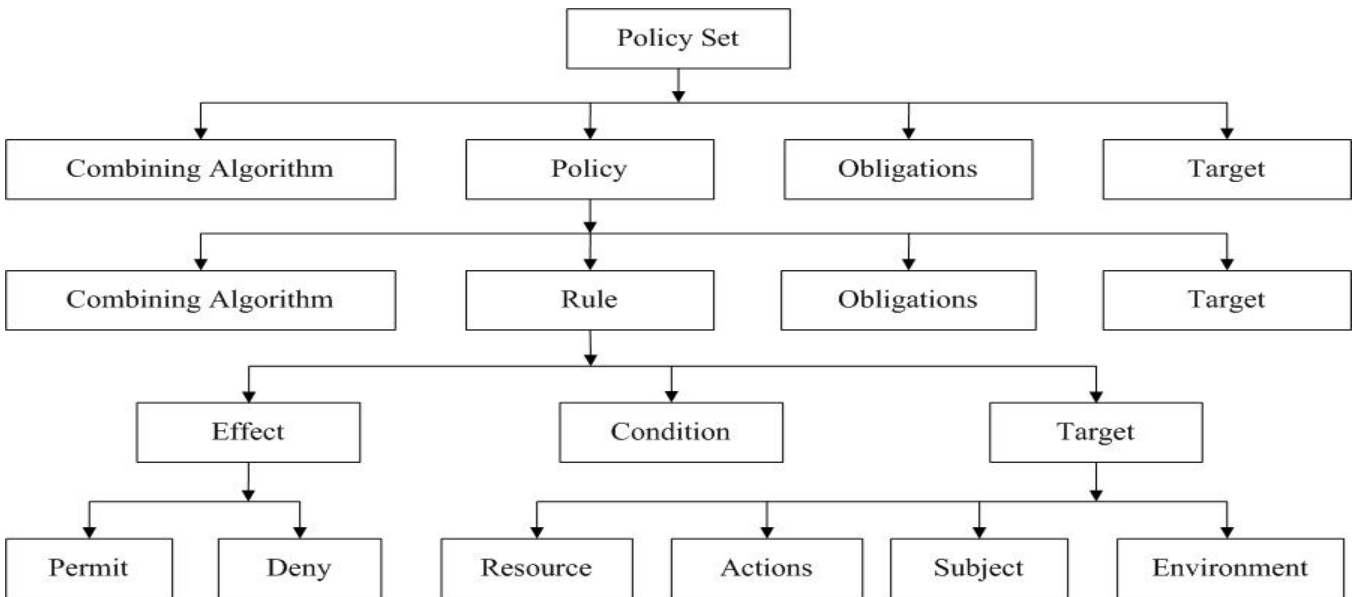 Policy Set
Combining Algorithm
Policy
Obligations
Target
Combining Algorithm
Rule
Obligations
Target
Effect
Condition
Target
Permit
Deny
Resource
Actions
Subject
Environment